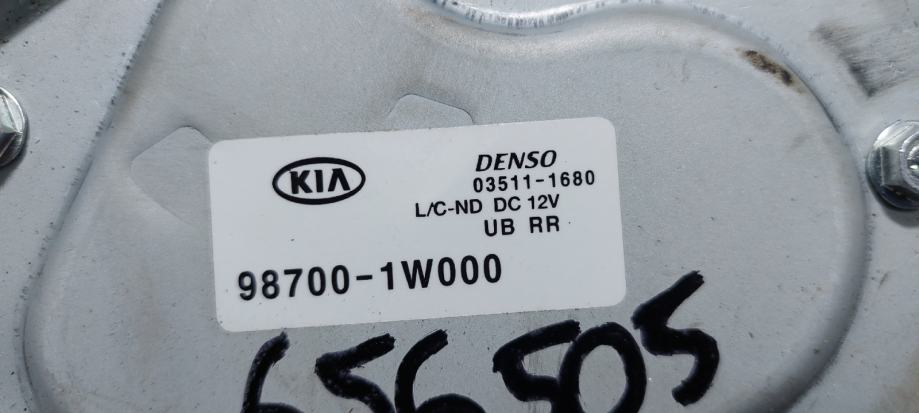 KIA
DENSO
03511-1680
L/C-ND DC 12V
UB RR
98700-1W000
656505